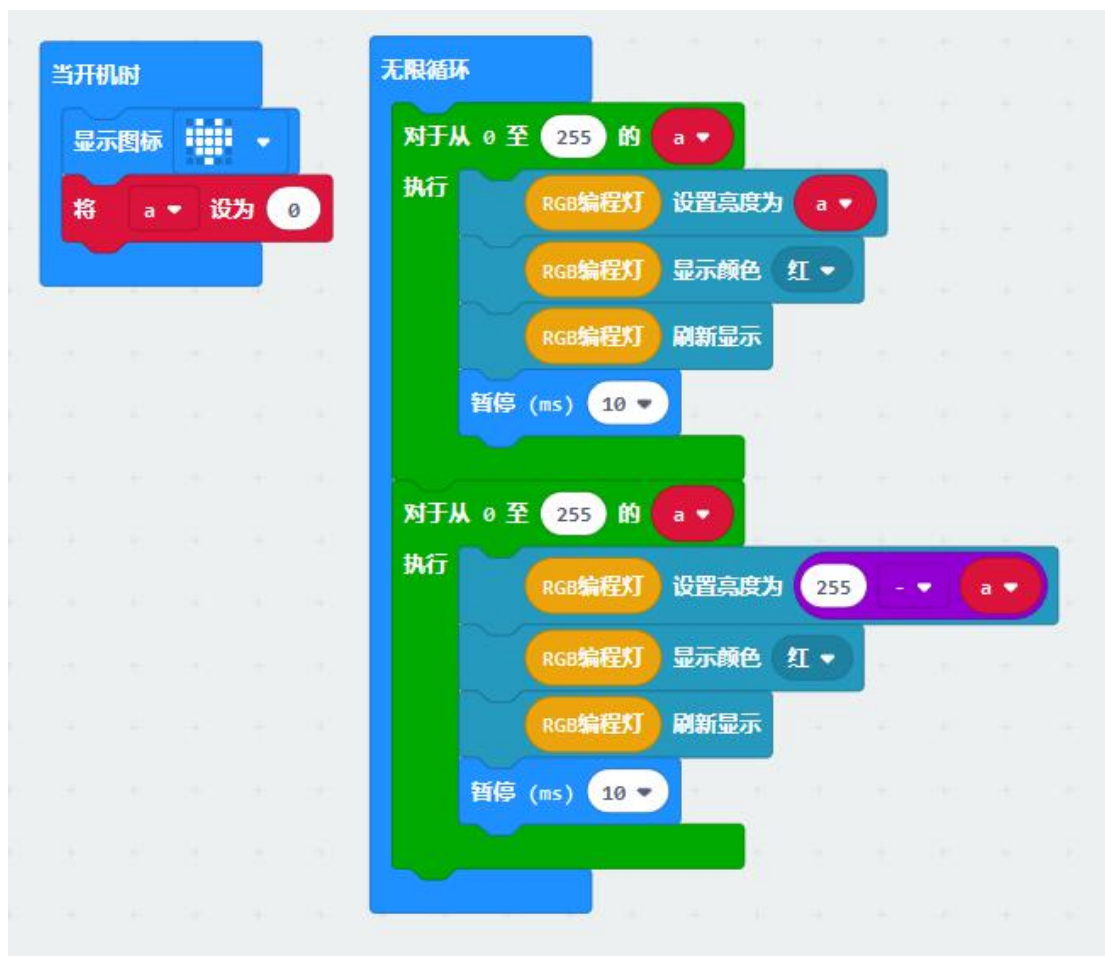 当开机时
显示图标
将 a 设为 0
无限循环
对于从 0 至 255 的 a
执行
RGB编程灯 设置亮度为 a
RGB编程灯 显示颜色 红
RGB编程灯 刷新显示
暂停 (ms) 10
对于从 0 至 255 的 a
执行
RGB编程灯 设置亮度为 255 - a
RGB编程灯 显示颜色 红
RGB编程灯 刷新显示
暂停 (ms) 10